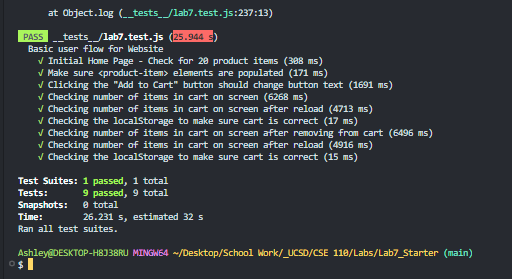 at Object.log (__tests__/lab7.test.js:237:13)
PASS __tests__/lab7.test.js (25.944 s)
Basic user flow for Website
√ Initial Home Page - Check for 20 product items (308 ms)
√ Make sure <product-item> elements are populated (171 ms)
√ Clicking the "Add to Cart" button should change button text (1691 ms)
√ Checking number of items in cart on screen (6268 ms)
√ Checking number of items in cart on screen after reload (4713 ms)
√ Checking the localStorage to make sure cart is correct (17 ms)
√ Checking number of items in cart on screen after removing from cart (6496 ms)
√ Checking number of items in cart on screen after reload (4916 ms)
√ Checking the localStorage to make sure cart is correct (15 ms)
Test Suites: 1 passed, 1 total
Tests: 9 passed, 9 total
Snapshots: 0 total
Time: 26.231 s, estimated 32 s
Ran all test suites.
Ashley@DESKTOP-H8J38RU MINGW64 ~/Desktop/School Work/_UCSD/CSE 110/Labs/Lab7_Starter (main)
$